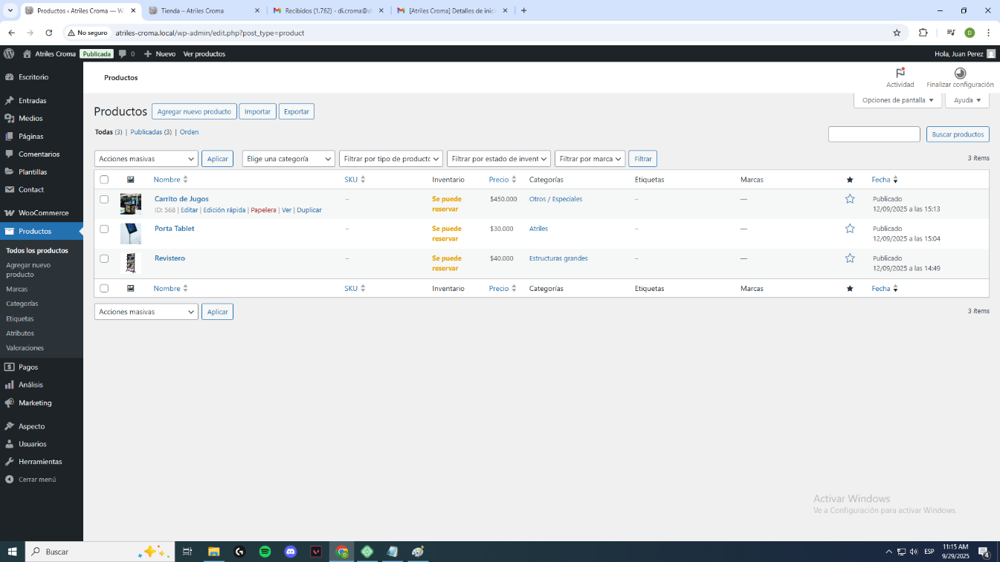 Productos ‹ Atriles Croma — W
Tienda – Atriles Croma
Recibidos (1.762) - di.croma@d
[Atriles Croma] Detalles de inici
No seguro
atriles-croma.local/wp-admin/edit.php?post_type=product
D
Atriles Croma Publicada 0 Nuevo Ver productos
Hola, Juan Perez
Escritorio
Entradas
Medios
Páginas
Comentarios
Plantillas
Contact
WooCommerce
Productos
Todos los productos
Agregar nuevo
producto
Marcas
Categorías
Etiquetas
Atributos
Valoraciones
Pagos
Análisis
Marketing
Aspecto
Usuarios
Herramientas
Cerrar menú
Productos
Actividad
Finalizar configuración
Opciones de pantalla ▼
Ayuda ▼
Productos Agregar nuevo producto Importar Exportar
Todas (3) | Publicadas (3) | Orden
Buscar productos
Acciones masivas Aplicar Elige una categoría Filtrar por tipo de producto Filtrar por estado de invent Filtrar por marca Filtrar
3 ítems
Nombre SKU Inventario Precio Categorías Etiquetas Marcas Fecha
Carrito de Jugos – Se puede reservar $450.000 Otros / Especiales – — Publicado
ID: 568 | Editar | Edición rápida | Papelera | Ver | Duplicar 12/09/2025 a las 15:13
Porta Tablet – Se puede reservar $30.000 Atriles – — Publicado
12/09/2025 a las 15:04
Revistero – Se puede reservar $40.000 Estructuras grandes – — Publicado
12/09/2025 a las 14:49
Nombre SKU Inventario Precio Categorías Etiquetas Marcas Fecha
Acciones masivas Aplicar
3 ítems
Activar Windows
Ve a Configuración para activar Windows.
Buscar
ESP
11:15 AM
9/29/2025
4